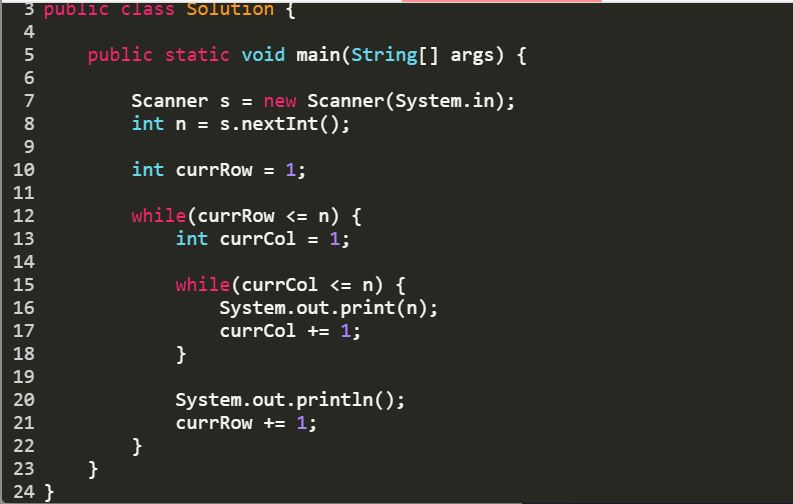 3 public class Solution {
4
5     public static void main(String[] args) {
6
7         Scanner s = new Scanner(System.in);
8         int n = s.nextInt();
9
10         int currRow = 1;
11
12         while(currRow <= n) {
13             int currCol = 1;
14
15             while(currCol <= n) {
16                 System.out.print(n);
17                 currCol += 1;
18             }
19
20             System.out.println();
21             currRow += 1;
22         }
23     }
24 }